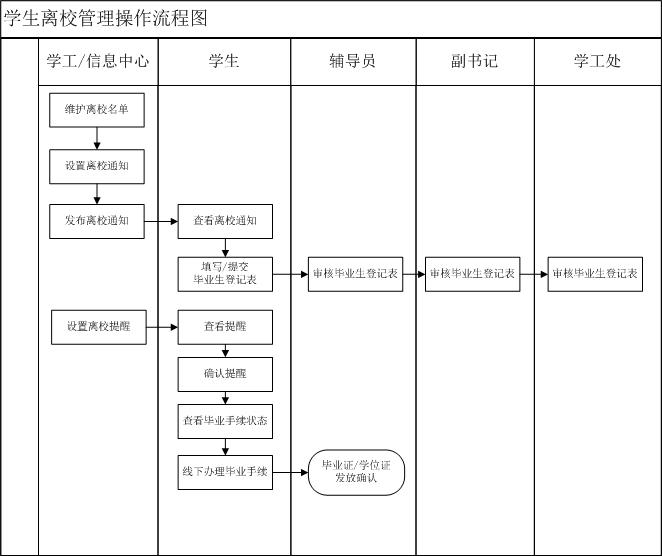 学生离校管理操作流程图
学工/信息中心
学生
辅导员
副书记
学工处
维护离校名单
设置离校通知
发布离校通知
查看离校通知
填写/提交
毕业生登记表
审核毕业生登记表
审核毕业生登记表
审核毕业生登记表
设置离校提醒
查看提醒
确认提醒
查看毕业手续状态
线下办理毕业手续
毕业证/学位证
发放确认